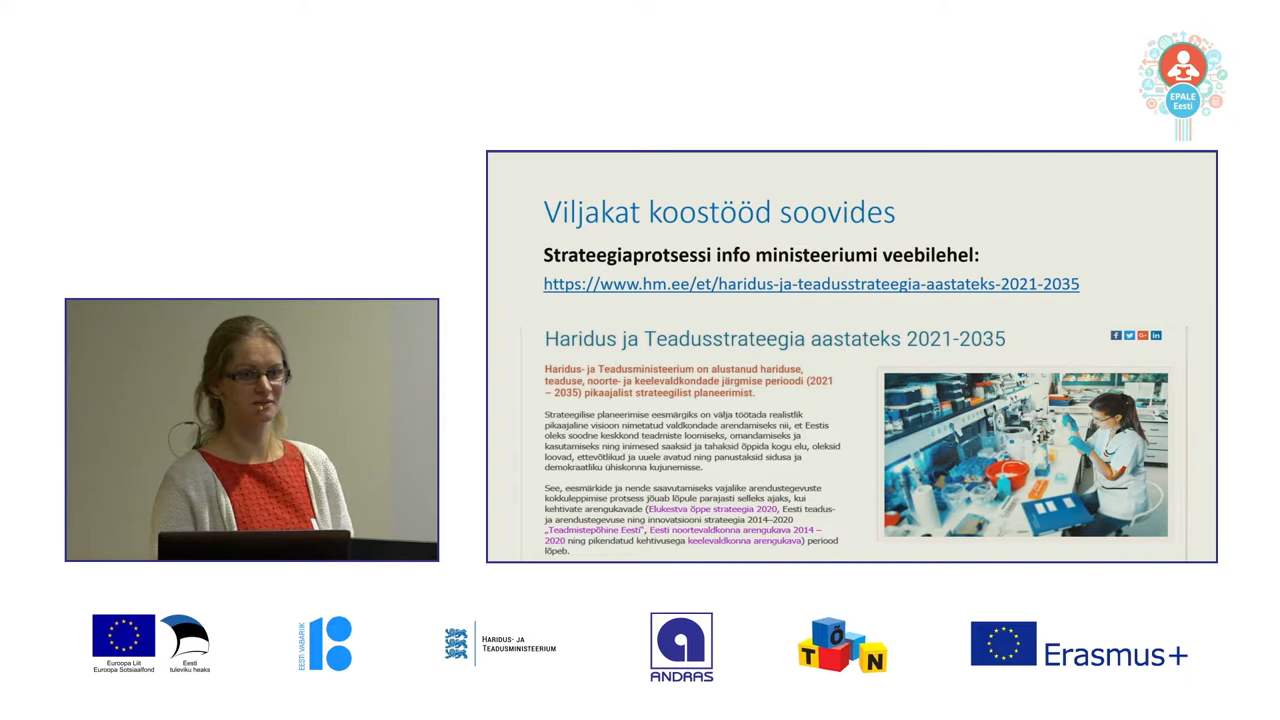 EPALE
Eesti
Viljakat koostööd soovides
Strateegiaprotsessi info ministeeriumi veebilehel:
https://www.hm.ee/et/haridus-ja-teadusstrateegia-aastateks-2021-2035
Haridus ja Teadusstrateegia aastateks 2021-2035
Haridus- ja Teadusministeerium on alustanud hariduse,
teaduse, noorte- ja keelevaldkondade järgmise perioodi (2021
– 2035) pikaajalist strateegilist planeerimist.
Strateegilise planeerimise eesmärgiks on välja töötada realistlik
pikaajaline visioon nimetatud valdkondade arendamiseks nii, et Eestis
oleks soodne keskkond teadmiste loomiseks, omandamiseks ja
kasutamiseks ning inimesed saaksid ja tahaksid õppida kogu elu, oleksid
loovad, ettevõtlikud ja uuele avatud ning panustaksid sidusa ja
demokraatliku ühiskonna kujunemisse.
See, eesmärkide ja nende saavutamiseks vajalike arendustegevuste
kokkuleppimise protsess jõuab lõpule parajasti selleks ajaks, kui
kehtivate arengukavade (Elukestva õppe strateegia 2020, Eesti teadus-
ja arendustegevuse ning innovatsiooni strateegia 2014–2020
„Teadmistepõhine Eesti", Eesti noortevaldkonna arengukava 2014 –
2020 ning pikendatud kehtivusega keelevaldkonna arengukava) periood
lõpeb.
Euroopa Liit
Euroopa Sotsiaalfond
Eesti
tuleviku heaks
EESTI VABARIIK
HARIDUS- JA
TEADUSMINISTEERIUM
ANDRAS
T Õ N
Erasmus+